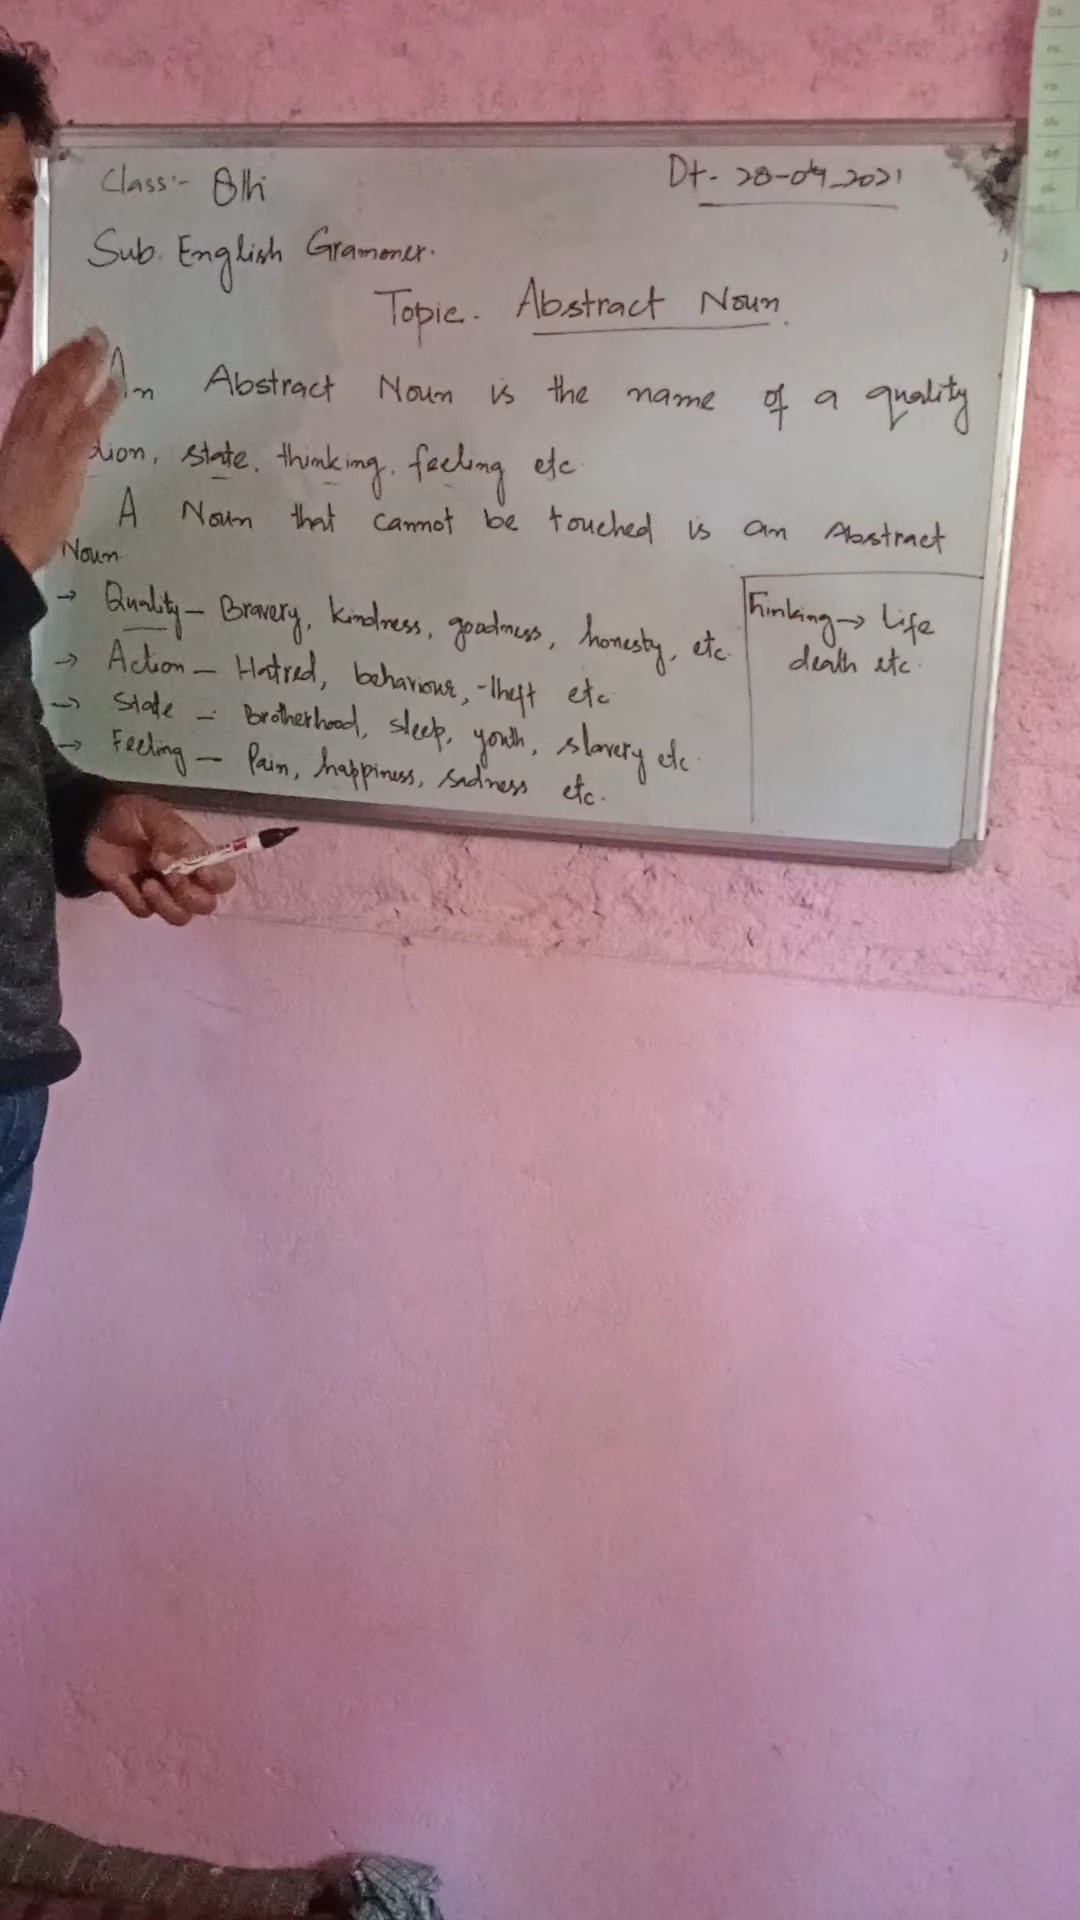 Class:- 8th
Dt- 28-04-2021
Sub. English Grammer.
Topic. Abstract Noun.
An Abstract Noun is the name of a quality
tion, state, thinking, feeling etc
A Noun that cannot be touched is an Abstract
Noun
→ Quality – Bravery, kindness, goodness, honesty, etc.
→ Action – Hatred, behaviour, theft etc
→ State – Brotherhood, sleep, youth, slavery etc.
→ Feeling – Pain, happiness, sadness etc.
Thinking → Life
death etc.